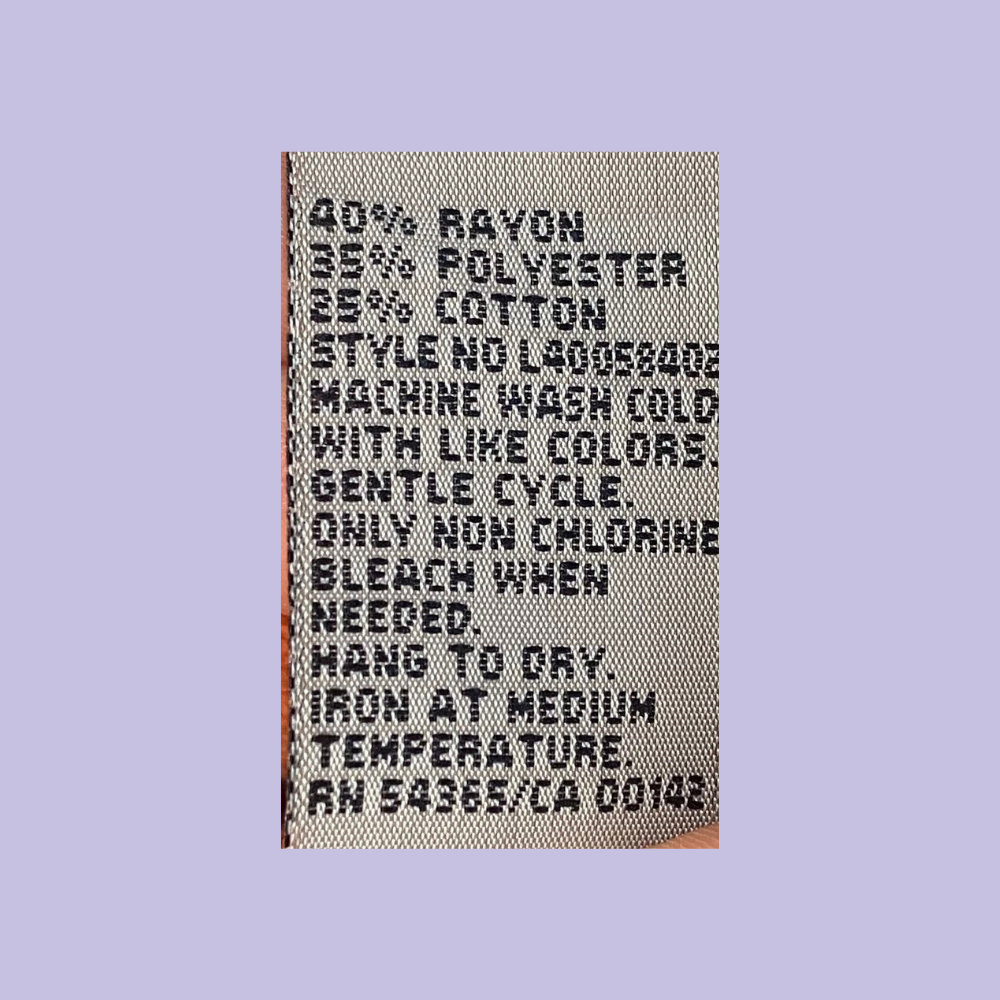 40% RAYON
35% POLYESTER
25% COTTON
STYLE NO
MACHINE WASH COLD
WITH LIKE COLORS.
GENTLE CYCLE.
ONLY NON CHLORINE
BLEACH WHEN
NEEDED.
HANG TO DRY.
IRON AT MEDIUM
TEMPERATURE.
RN 54365/CA 00142